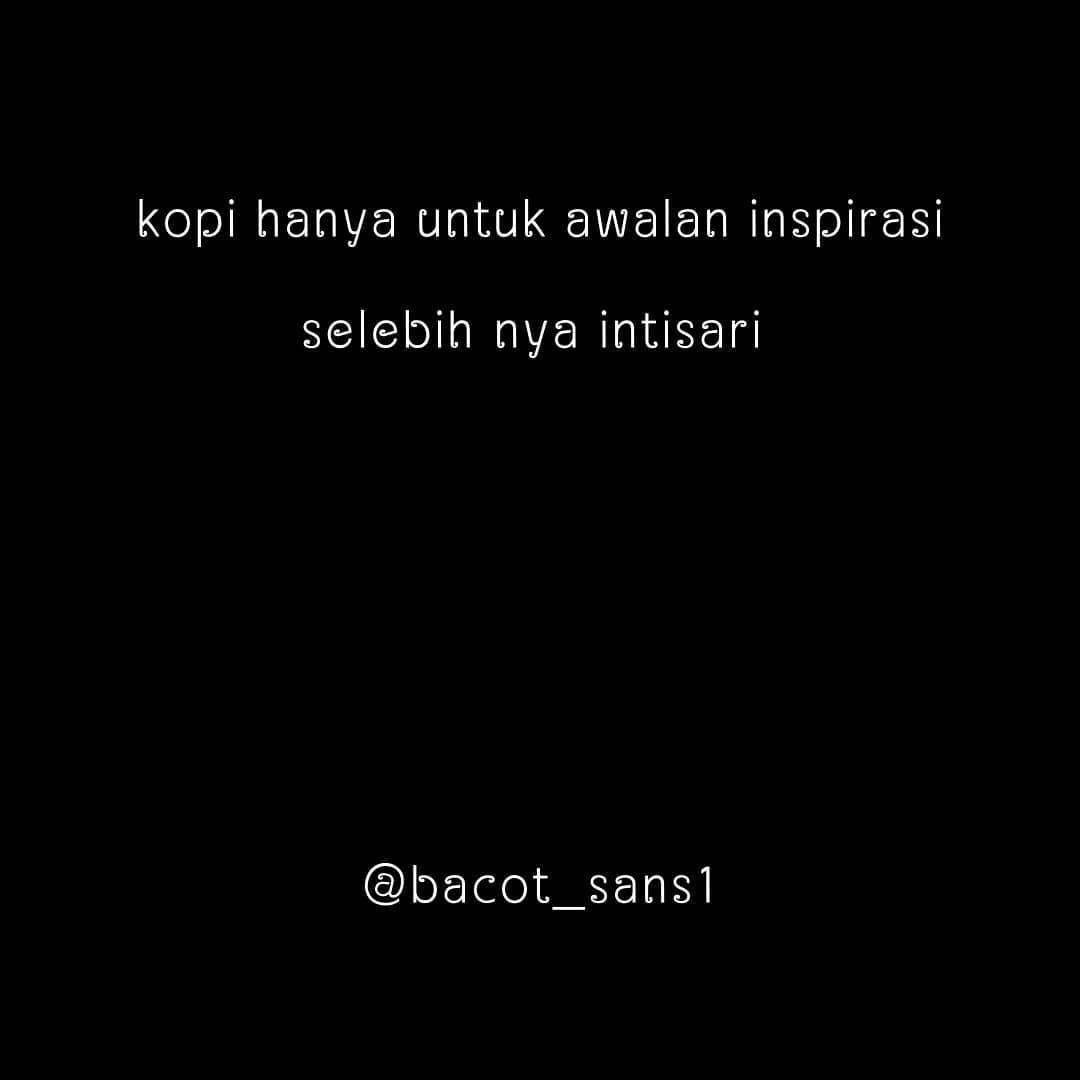 kopi hanya untuk awalan inspirasi
selebih nya intisari
@bacot_sans1